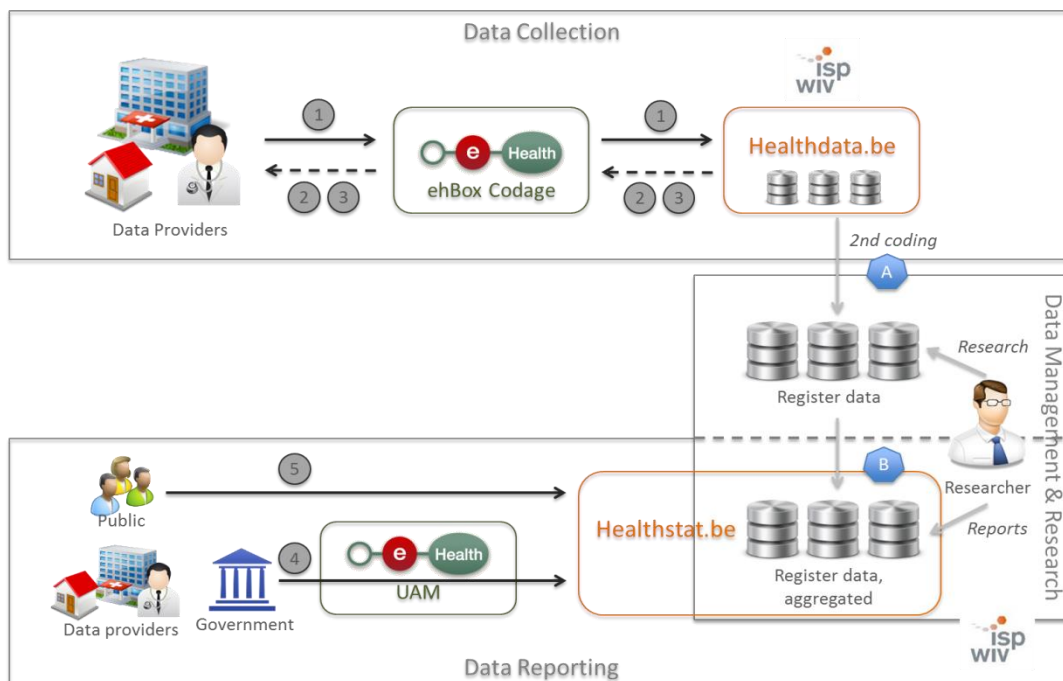 Data Collection
isp
wiv
1
1
e
Health
ehBox Codage
Healthdata.be
2 3
2 3
Data Providers
2nd coding
A
Data Management & Research
Research
Register data
B
5
Public
Researcher
Healthstat.be
Reports
4
e
Health
UAM
Register data,
aggregated
Data providers
Government
isp
wiv
Data Reporting